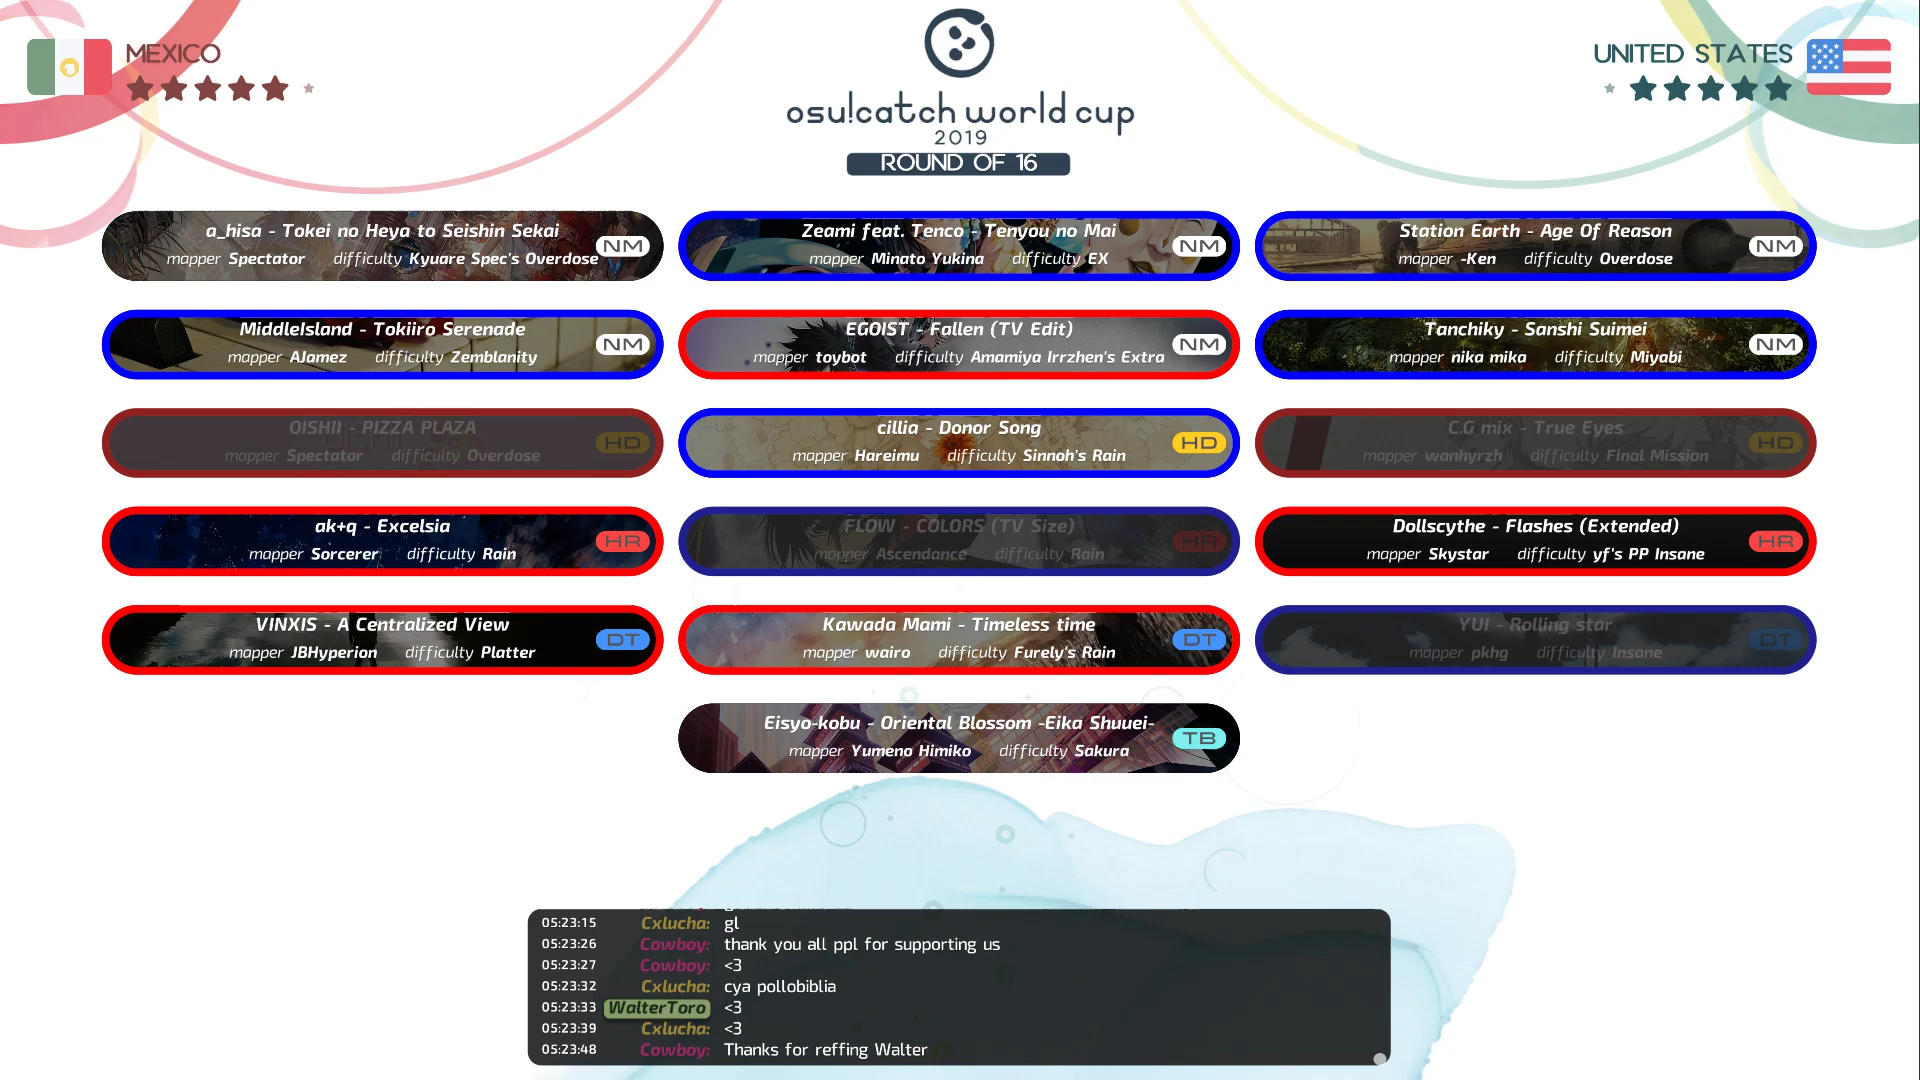 MEXICO
UNITED STATES
osu!catch world cup
2019
ROUND OF 16
a_hisa - Tokei no Heya to Seishin Sekai
mapper Spectator difficulty Kyuare Spec's Overdose
NM
Zeami feat. Tenco - Tenyou no Mai
mapper Minato Yukina difficulty EX
NM
Station Earth - Age Of Reason
mapper -Ken difficulty Overdose
NM
MiddleIsland - Tokiiro Serenade
mapper AJamez difficulty Zemblanity
NM
EGOIST - Fallen (TV Edit)
mapper toybot difficulty Amamiya Irrzhen's Extra
NM
Tanchiky - Sanshi Suimei
mapper nika mika difficulty Miyabi
NM
OISHII - PIZZA PLAZA
mapper Spectator difficulty Overdose
HD
cillia - Donor Song
mapper Hareimu difficulty Sinnoh's Rain
HD
C.G mix - True Eyes
mapper wanhyrzh difficulty Final Mission
HD
ak+q - Excelsia
mapper Sorcerer difficulty Rain
HR
FLOW - COLORS (TV Size)
mapper Ascendance difficulty Rain
HR
Dollscythe - Flashes (Extended)
mapper Skystar difficulty yf's PP Insane
HR
VINXIS - A Centralized View
mapper JBHyperion difficulty Platter
DT
Kawada Mami - Timeless time
mapper wairo difficulty Furely's Rain
DT
YUI - Rolling star
mapper pkhg difficulty Insane
DT
Eisyo-kobu - Oriental Blossom -Eika Shuuei-
mapper Yumeno Himiko difficulty Sakura
TB
05:23:15 Cxlucha: gl
05:23:26 Cowboy: thank you all ppl for supporting us
05:23:27 Cowboy: <3
05:23:32 Cxlucha: cya pollobiblia
05:23:33 WalterToro <3
05:23:39 Cxlucha: <3
05:23:48 Cowboy: Thanks for reffing Walter